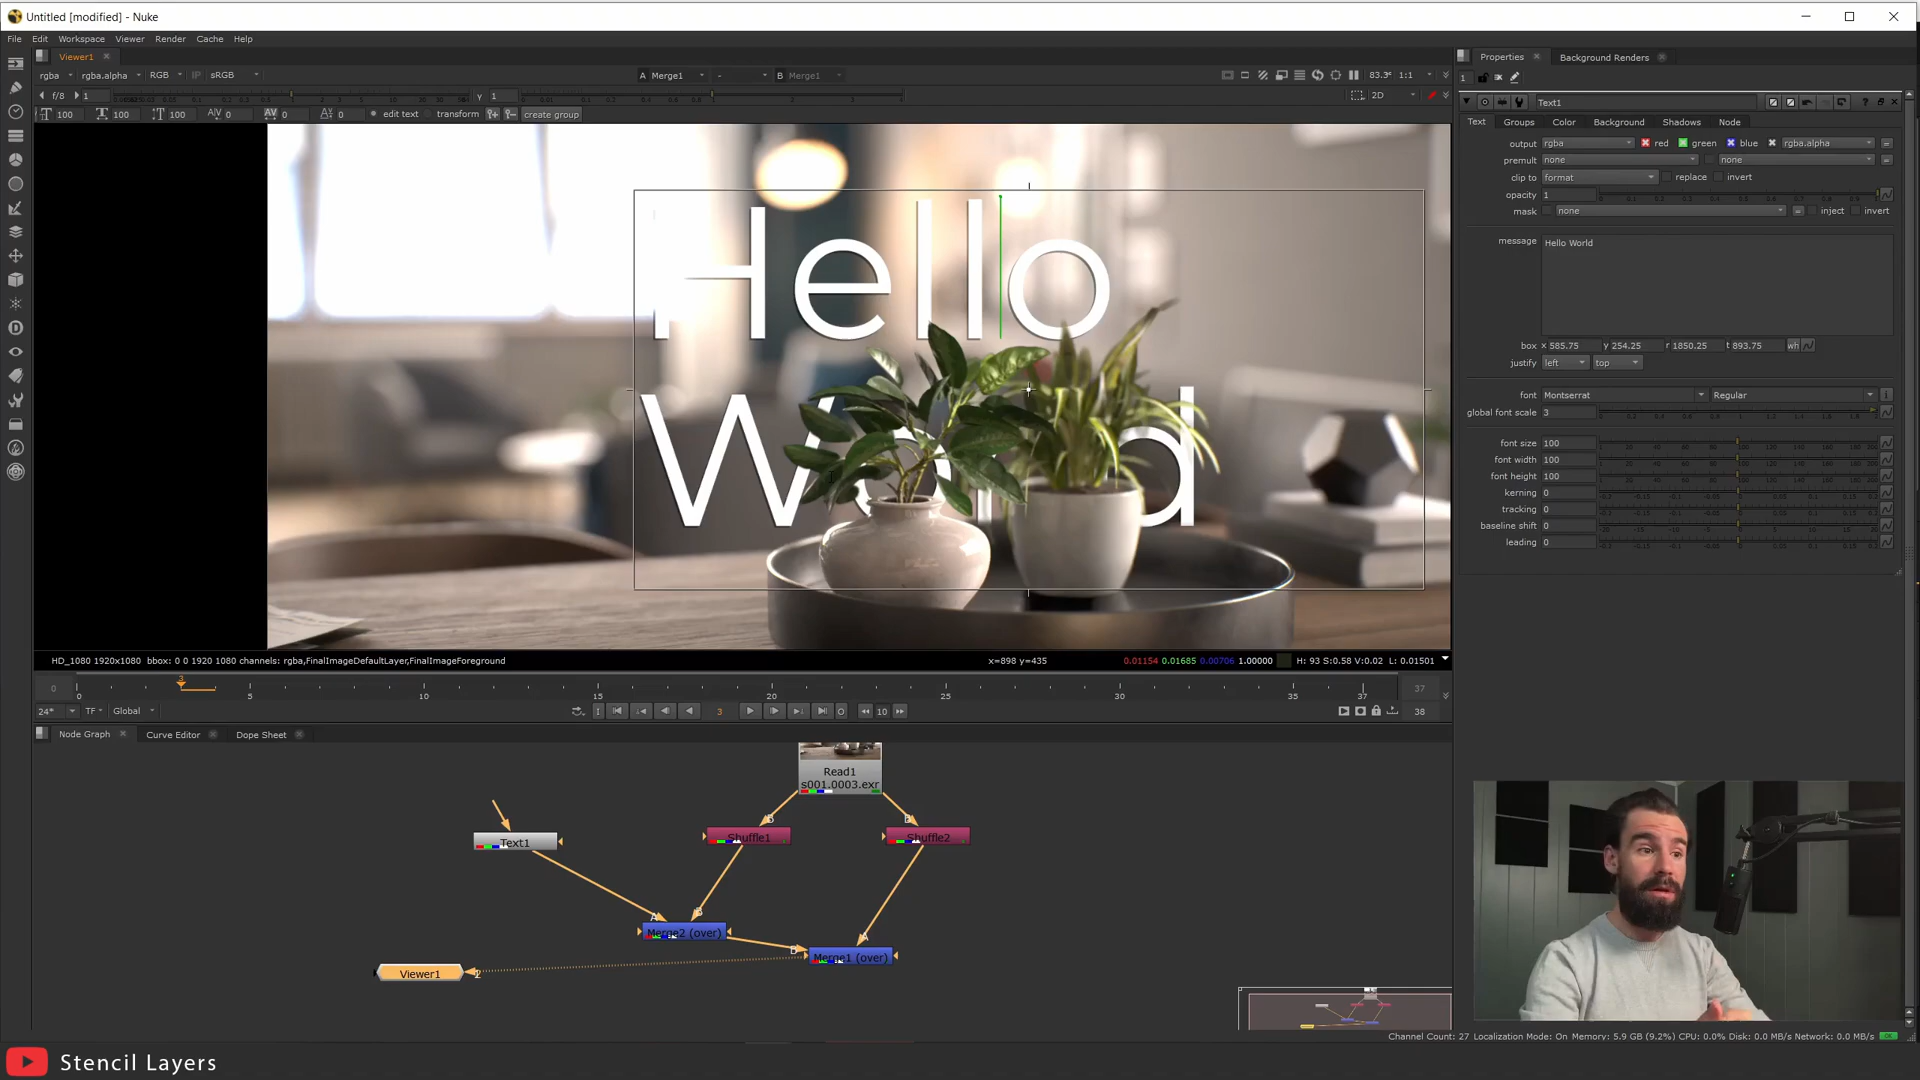 Untitled [modified] - Nuke
File Edit Workspace Viewer Render Cache Help
Viewer1
rgba rgba.alpha RGB IP sRGB A Merge1 - B Merge1 83.3% 1:1
f/8 1 Y 1 2D
100 100 100 0 0 0 edit text transform create group
Hello
World
HD_1080 1920x1080 bbox: 0 0 1920 1080 channels: rgba,FinalImageDefaultLayer,FinalImageForeground x=898 y=435 0.01154 0.01685 0.00706 1.00000 H: 93 S:0.58 V:0.02 L: 0.01501
0 3 0 5 10 15 20 25 30 35 37 37
24* TF Global 3 10 38
Node Graph Curve Editor Dope Sheet
Read1
s001.0003.exr
B B
Text1 Shuffle1 Shuffle2
A B A
Merge2 (over)
B
Merge1 (over)
Viewer1 2
Properties Background Renders
1
Text1
Text Groups Color Background Shadows Node
output rgba red green blue rgba.alpha
premult none none
clip to format replace invert
opacity 1
mask none inject invert
message Hello World
box x 585.75 y 254.25 r 1850.25 t 893.75 wh
justify left top
font Montserrat Regular
global font scale 3
font size 100
font width 100
font height 100
kerning 0
tracking 0
baseline shift 0
leading 0
Channel Count: 27 Localization Mode: On Memory: 5.9 GB (9.2%) CPU: 0.0% Disk: 0.0 MB/s Network: 0.0 MB/s
Stencil Layers